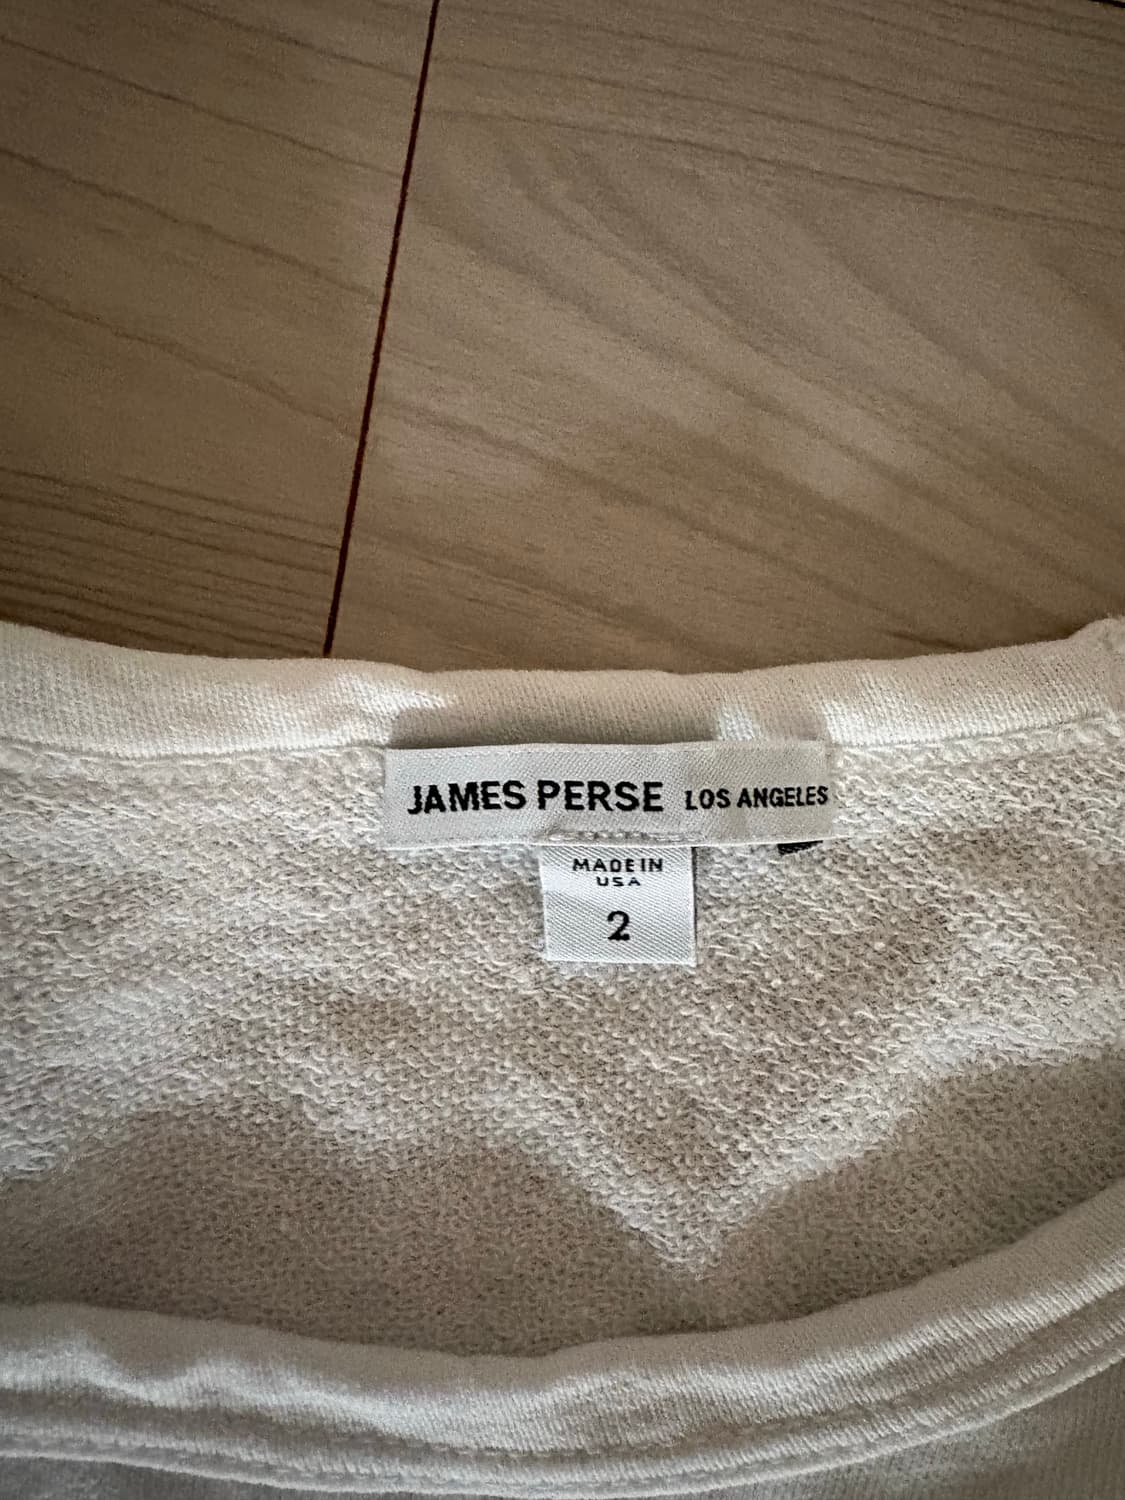 JAMES PERSE LOS ANGELES
MADE IN
USA
2